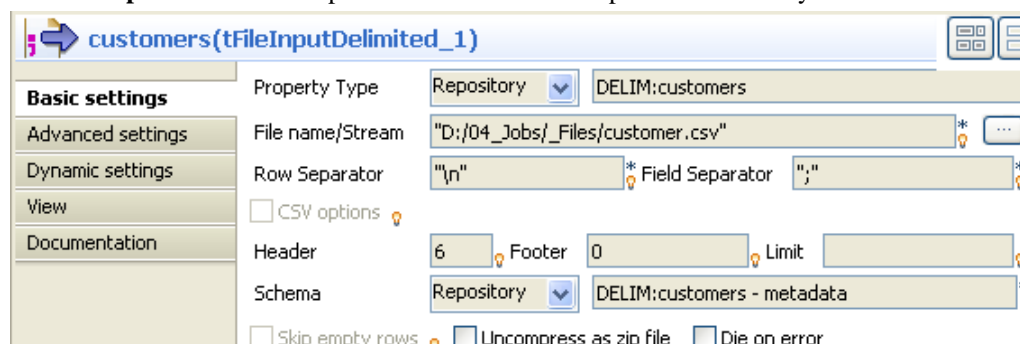 customers(tFileInputDelimited_1)
Basic settings
Advanced settings
Dynamic settings
View
Documentation
Property Type Repository DELIM:customers
File name/Stream "D:/04_Jobs/_Files/customer.csv" * ...
Row Separator "\n" * Field Separator ";" *
CSV options
Header 6 Footer 0 Limit
Schema Repository DELIM:customers - metadata
Skip empty rows Uncompress as zip file Die on error